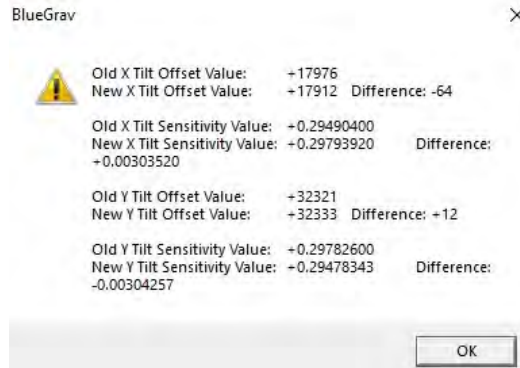 BlueGrav
Old X Tilt Offset Value: +17976
New X Tilt Offset Value: +17912 Difference: -64
Old X Tilt Sensitivity Value: +0.29490400
New X Tilt Sensitivity Value: +0.29793920 Difference:
+0.00303520
Old Y Tilt Offset Value: +32321
New Y Tilt Offset Value: +32333 Difference: +12
Old Y Tilt Sensitivity Value: +0.29782600
New Y Tilt Sensitivity Value: +0.29478343 Difference:
-0.00304257
OK